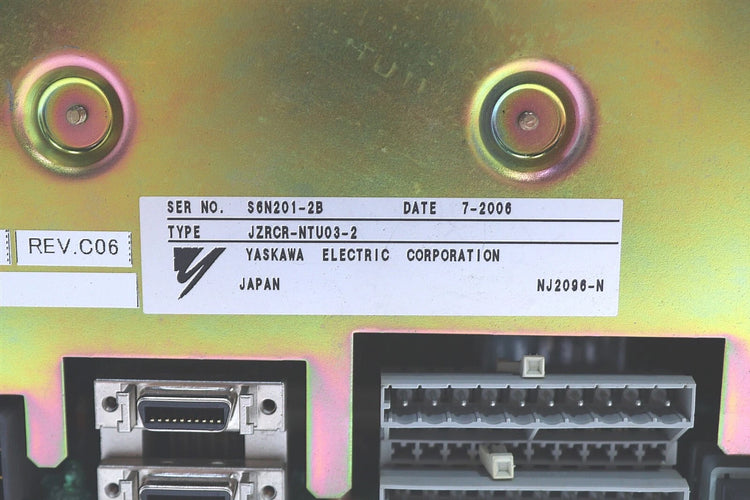 SER NO. S6N201-2B DATE 7-2006
TYPE JZRCR-NTU03-2
REV.C06
YASKAWA ELECTRIC CORPORATION
JAPAN NJ2096-N